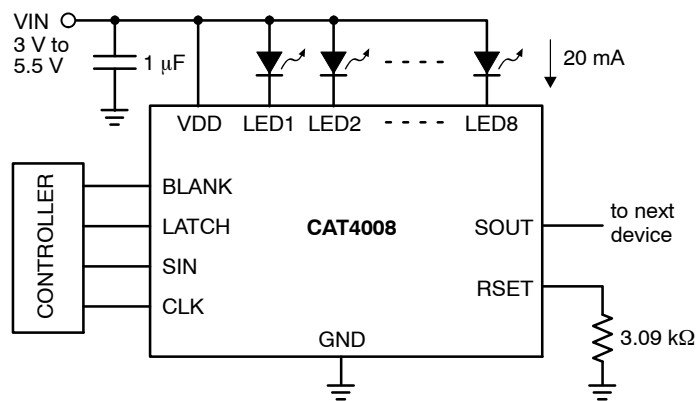 VIN
3 V to
5.5 V
1 μF
20 mA
VDD LED1 LED2 LED8
CONTROLLER
BLANK
LATCH
SIN
CLK
CAT4008
SOUT
to next
device
RSET
3.09 kΩ
GND